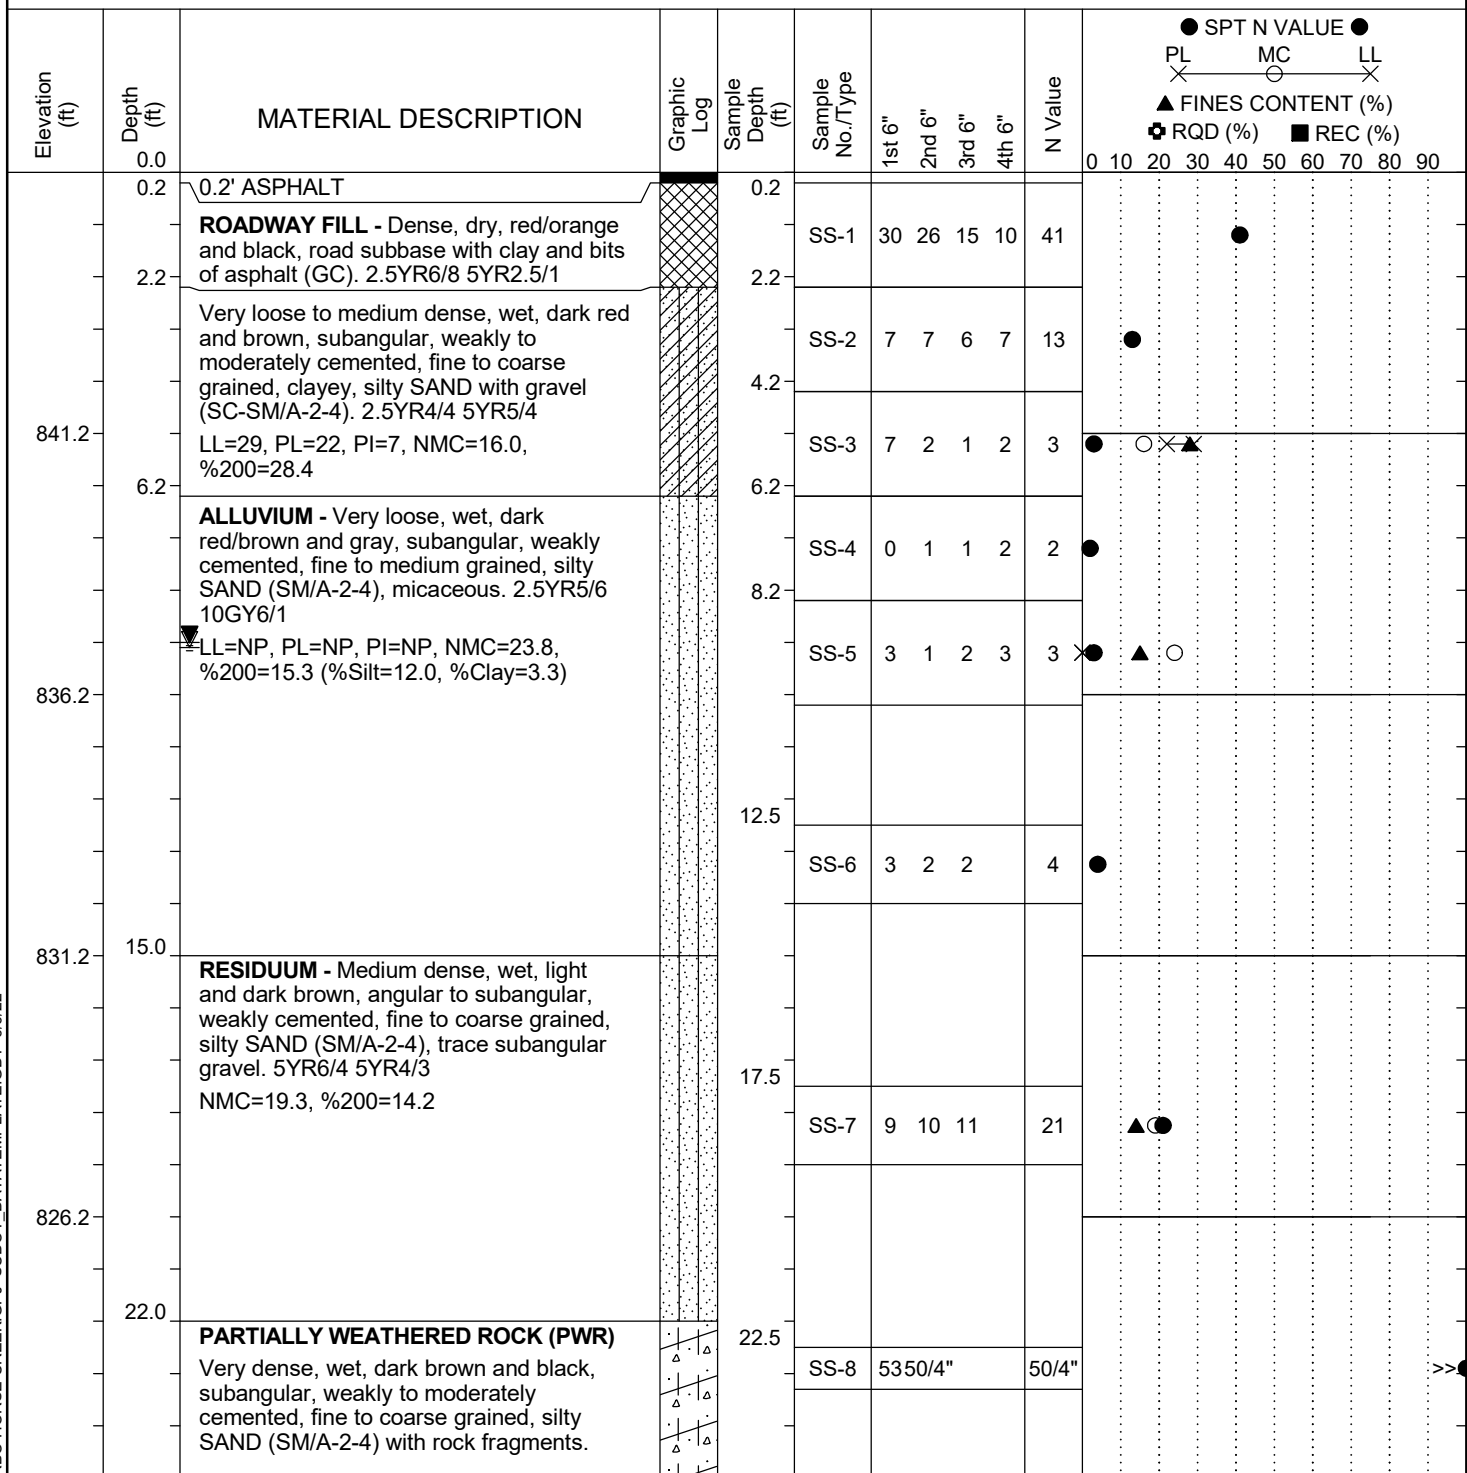 ● SPT N VALUE ●
PL MC LL
▲ FINES CONTENT (%)
RQD (%) ■ REC (%)
Elevation (ft)
Depth (ft)
MATERIAL DESCRIPTION
Graphic Log
Sample Depth (ft)
Sample No./Type
1st 6"
2nd 6"
3rd 6"
4th 6"
N Value
0.0
0 10 20 30 40 50 60 70 80 90
0.2 0.2' ASPHALT 0.2
ROADWAY FILL - Dense, dry, red/orange
and black, road subbase with clay and bits
of asphalt (GC). 2.5YR6/8 5YR2.5/1
SS-1 30 26 15 10 41
2.2 2.2
Very loose to medium dense, wet, dark red
and brown, subangular, weakly to
moderately cemented, fine to coarse
grained, clayey, silty SAND with gravel
(SC-SM/A-2-4). 2.5YR4/4 5YR5/4
SS-2 7 7 6 7 13
4.2
841.2
LL=29, PL=22, PI=7, NMC=16.0,
%200=28.4
SS-3 7 2 1 2 3
6.2 6.2
ALLUVIUM - Very loose, wet, dark
red/brown and gray, subangular, weakly
cemented, fine to medium grained, silty
SAND (SM/A-2-4), micaceous. 2.5YR5/6
10GY6/1
SS-4 0 1 1 2 2
8.2
LL=NP, PL=NP, PI=NP, NMC=23.8,
%200=15.3 (%Silt=12.0, %Clay=3.3)
SS-5 3 1 2 3 3
836.2
12.5
SS-6 3 2 2 4
831.2 15.0
RESIDUUM - Medium dense, wet, light
and dark brown, angular to subangular,
weakly cemented, fine to coarse grained,
silty SAND (SM/A-2-4), trace subangular
gravel. 5YR6/4 5YR4/3
17.5
NMC=19.3, %200=14.2
SS-7 9 10 11 21
826.2
22.0
PARTIALLY WEATHERED ROCK (PWR)
22.5
Very dense, wet, dark brown and black,
subangular, weakly to moderately
cemented, fine to coarse grained, silty
SAND (SM/A-2-4) with rock fragments.
SS-8 53 50/4" 50/4" >>